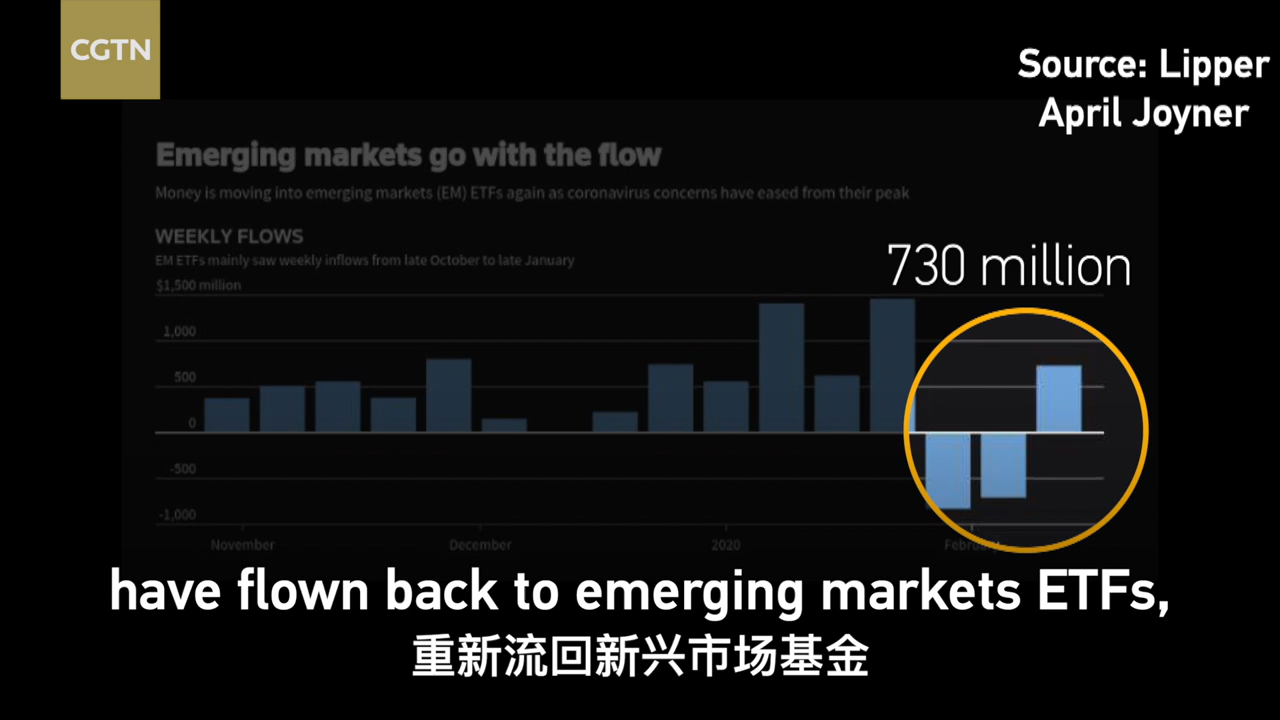 CGTN
Source: Lipper
April Joyner
Emerging markets go with the flow
Money is moving into emerging markets (EM) ETFs again as coronavirus concerns have eased from their peak
WEEKLY FLOWS
EM ETFs mainly saw weekly inflows from late October to late January
730 million
$1,500 million
1,000
500
0
-500
-1,000
November
December
2020
February
have flown back to emerging markets ETFs,
重新流回新兴市场基金